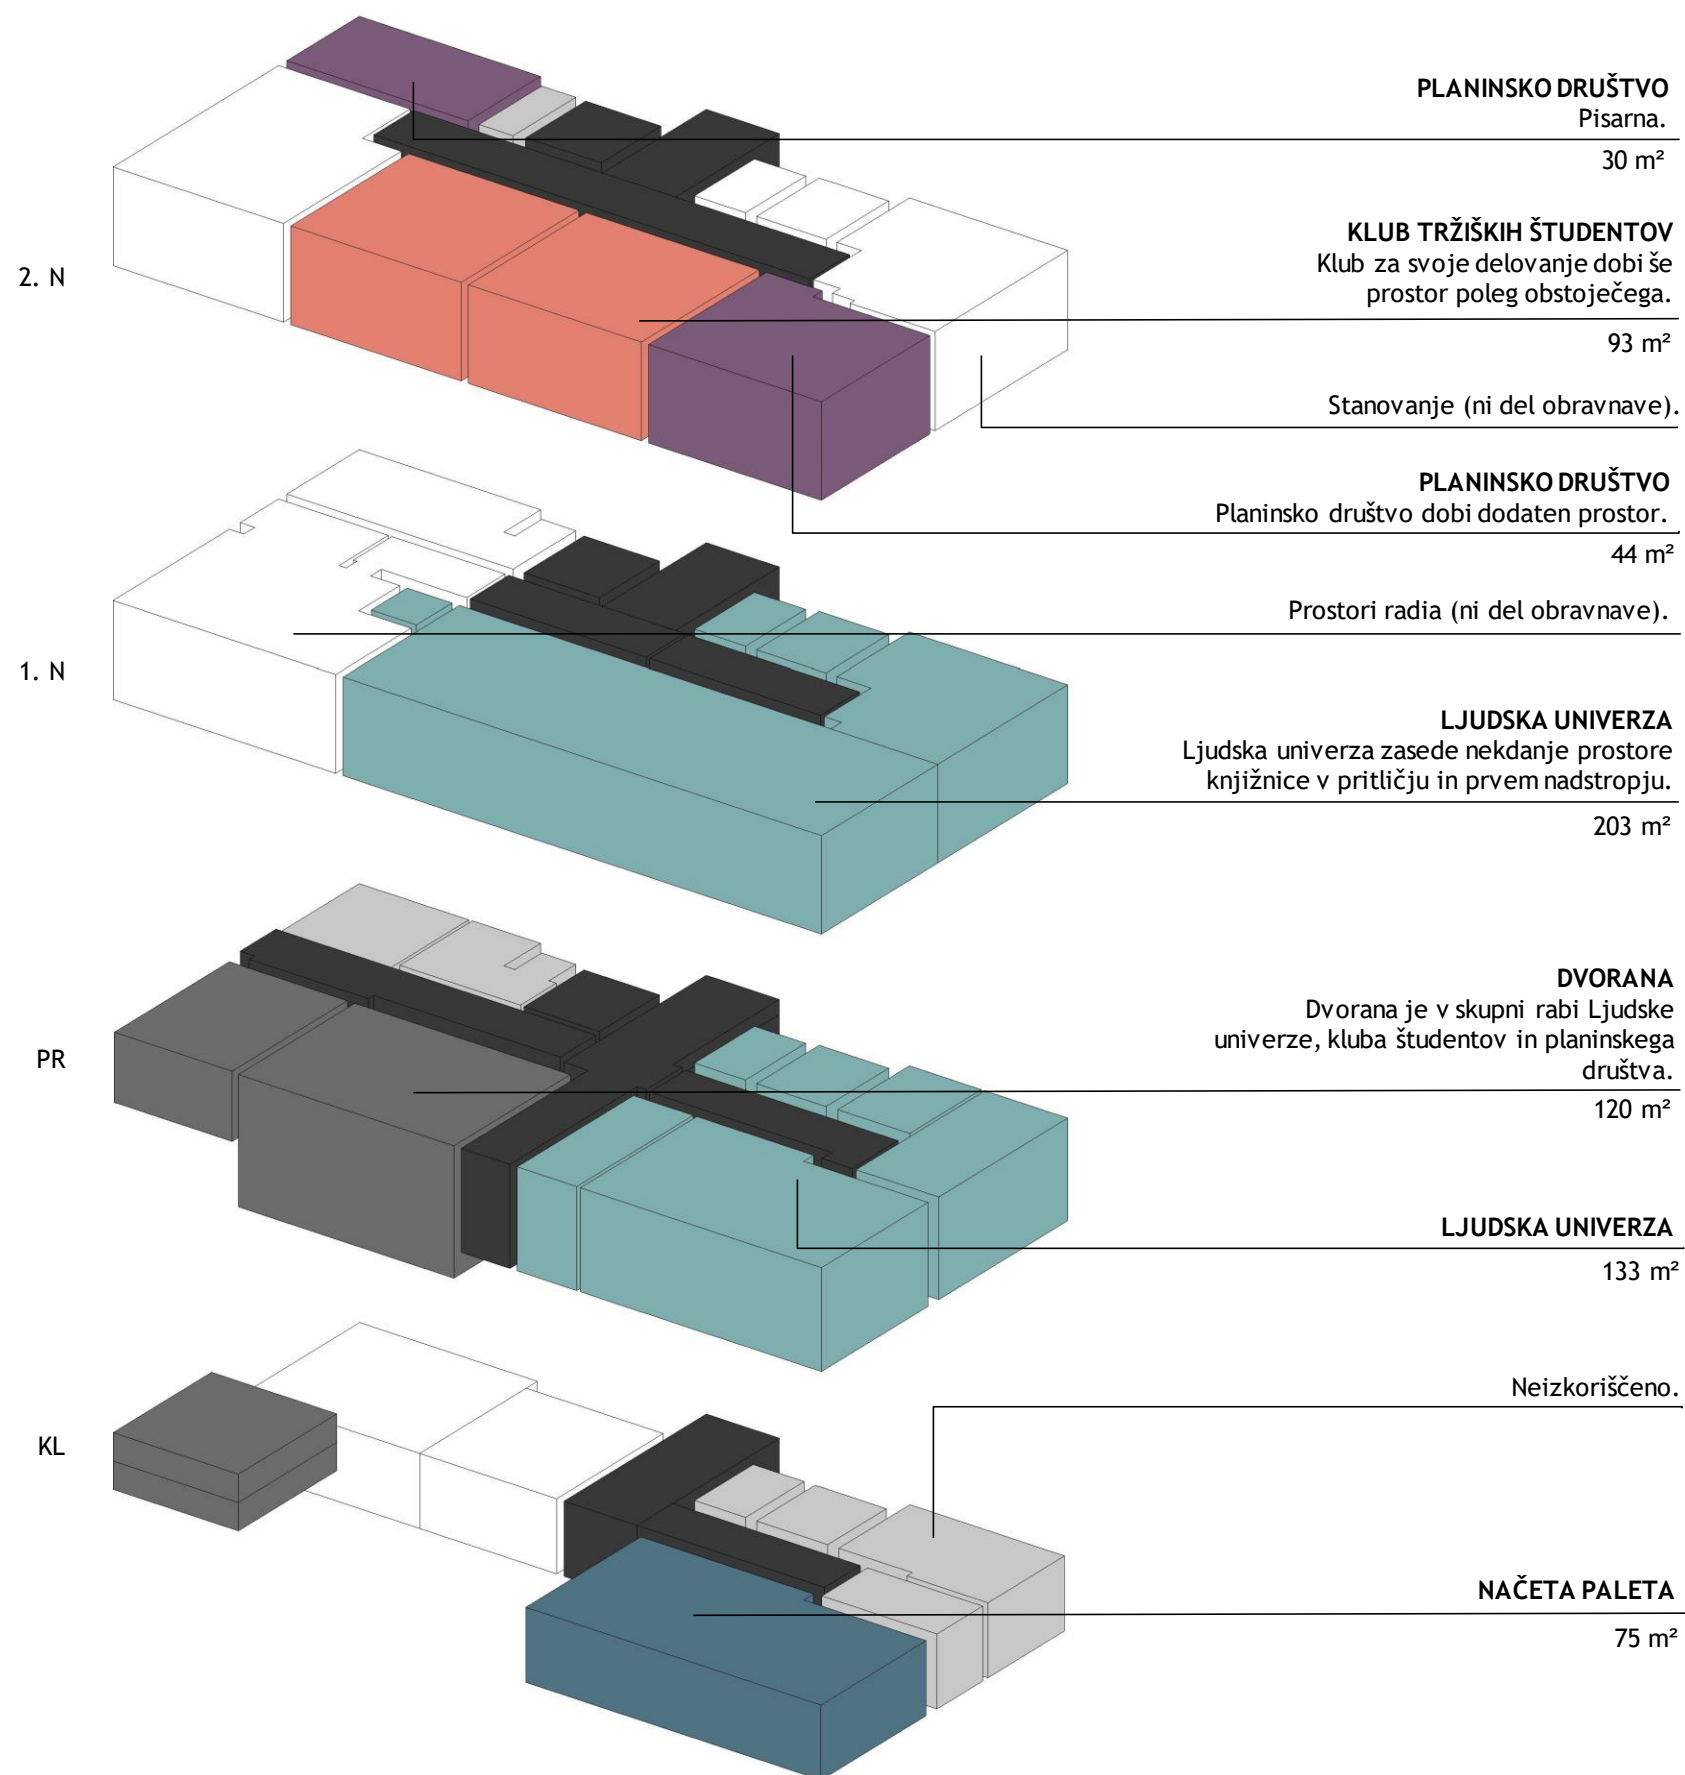 PLANINSKO DRUŠTVO
Pisarna.
30 m²
KLUB TRŽIŠKIH ŠTUDENTOV
Klub za svoje delovanje dobi še
prostor poleg obstoječega.
2. N
93 m²
Stanovanje (ni del obravnave).
PLANINSKO DRUŠTVO
Planinsko društvo dobi dodaten prostor.
44 m²
Prostori radia (ni del obravnave).
1. N
LJUDSKA UNIVERZA
Ljudska univerza zasede nekdanje prostore
knjižnice v pritličju in prvem nadstropju.
203 m²
DVORANA
Dvorana je v skupni rabi Ljudske
univerze, kluba študentov in planinskega
društva.
PR
120 m²
LJUDSKA UNIVERZA
133 m²
Neizkoriščeno.
KL
NAČETA PALETA
75 m²